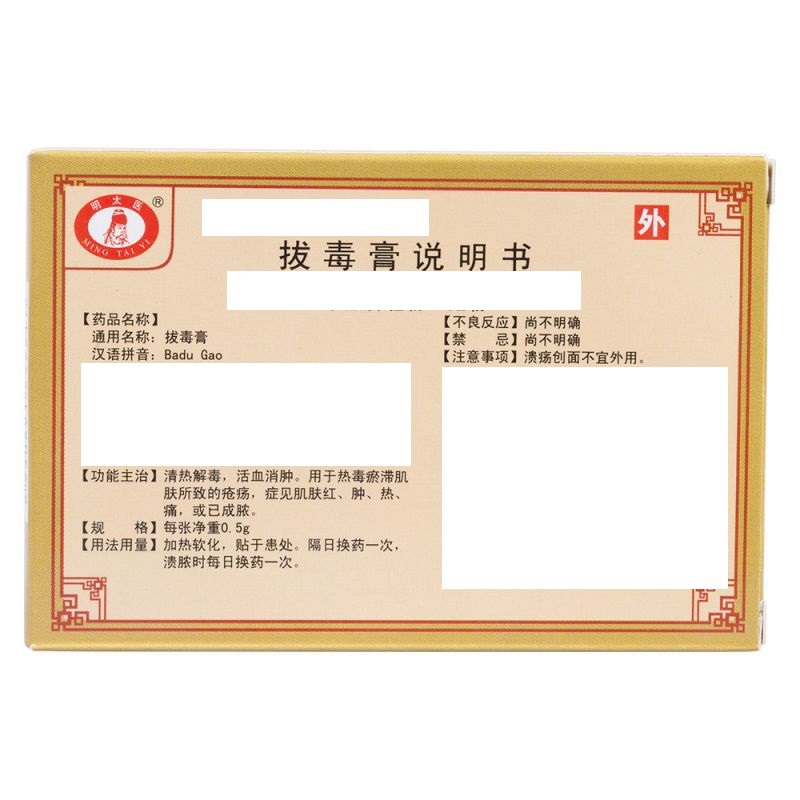 明太医®
MING TAI YI
外
拔毒膏说明书
【药品名称】
通用名称：拔毒膏
汉语拼音：Badu Gao
【功能主治】清热解毒，活血消肿。用于热毒瘀滞肌
肤所致的疮疡，症见肌肤红、肿、热、
痛，或已成脓。
【规　　格】每张净重0.5g
【用法用量】加热软化，贴于患处。隔日换药一次，
溃脓时每日换药一次。
【不良反应】尚不明确
【禁　　忌】尚不明确
【注意事项】溃疡创面不宜外用。